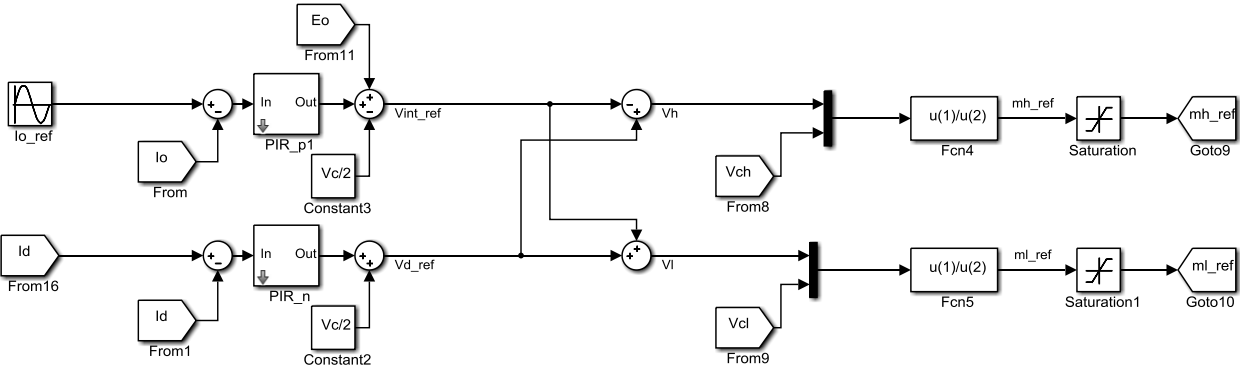 Eo
From11
In
Out
PIR_p1
Io_ref
Io
From
Vint_ref
Vc/2
Constant3
Vh
Vch
From8
u(1)/u(2)
Fcn4
mh_ref
Saturation
mh_ref
Goto9
Id
From16
Id
From1
In
Out
PIR_n
Vd_ref
Vc/2
Constant2
Vl
Vcl
From9
u(1)/u(2)
Fcn5
ml_ref
Saturation1
ml_ref
Goto10